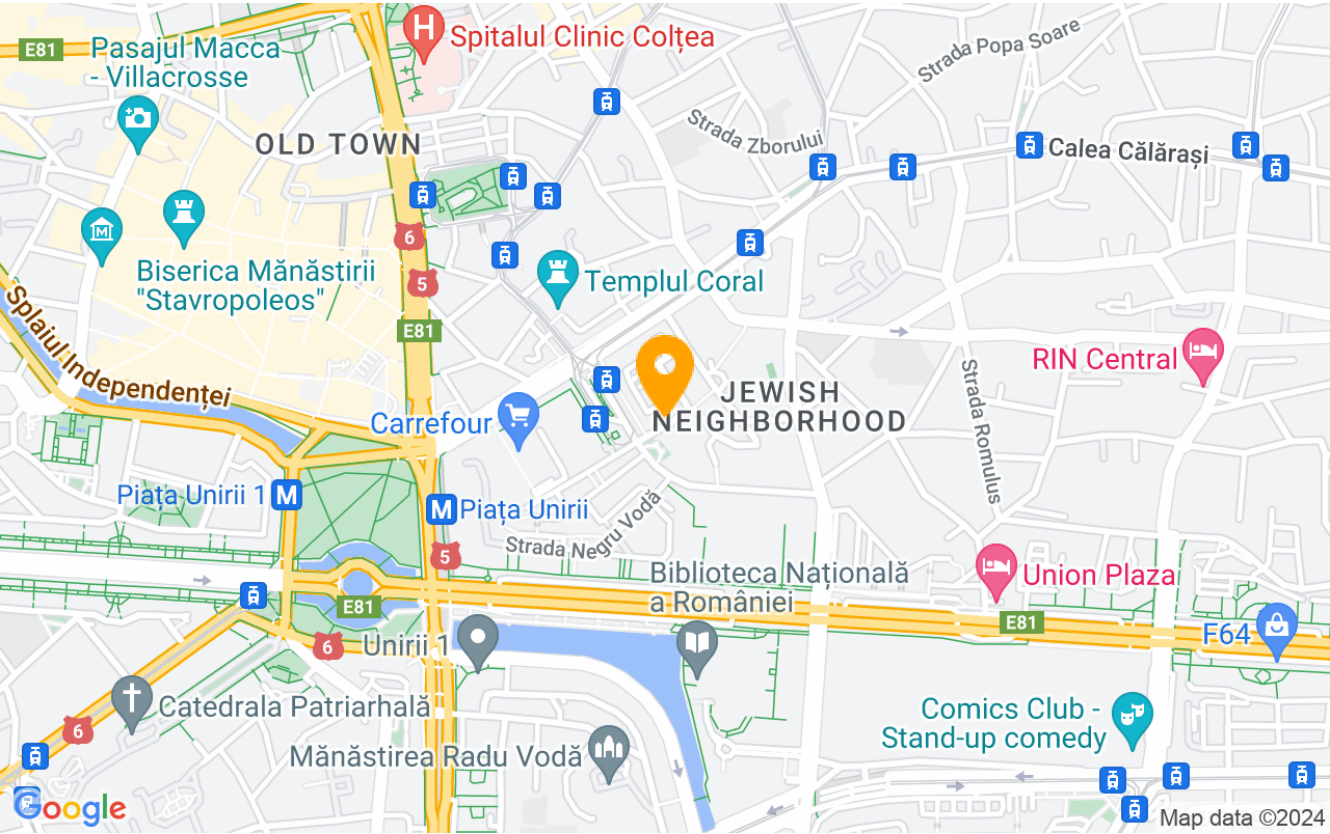 E81
Pasajul Macca
- Villacrosse
H
Spitalul Clinic Colțea
Strada Popa Soare
OLD TOWN
Strada Zborului
Calea Călărași
6
Biserica Mănăstirii
"Stavropoleos"
M
5
Templul Coral
E81
Splaiul Independenței
RIN Central
JEWISH
NEIGHBORHOOD
Strada Romulus
Carrefour
Piața Unirii 1
M
M
Piața Unirii
Strada Negru Vodă
5
Biblioteca Națională
a României
Union Plaza
E81
E81
F64
6
Unirii 1
Catedrala Patriarhală
6
Comics Club -
Stand-up comedy
Mănăstirea Radu Vodă
Google
Map data ©2024